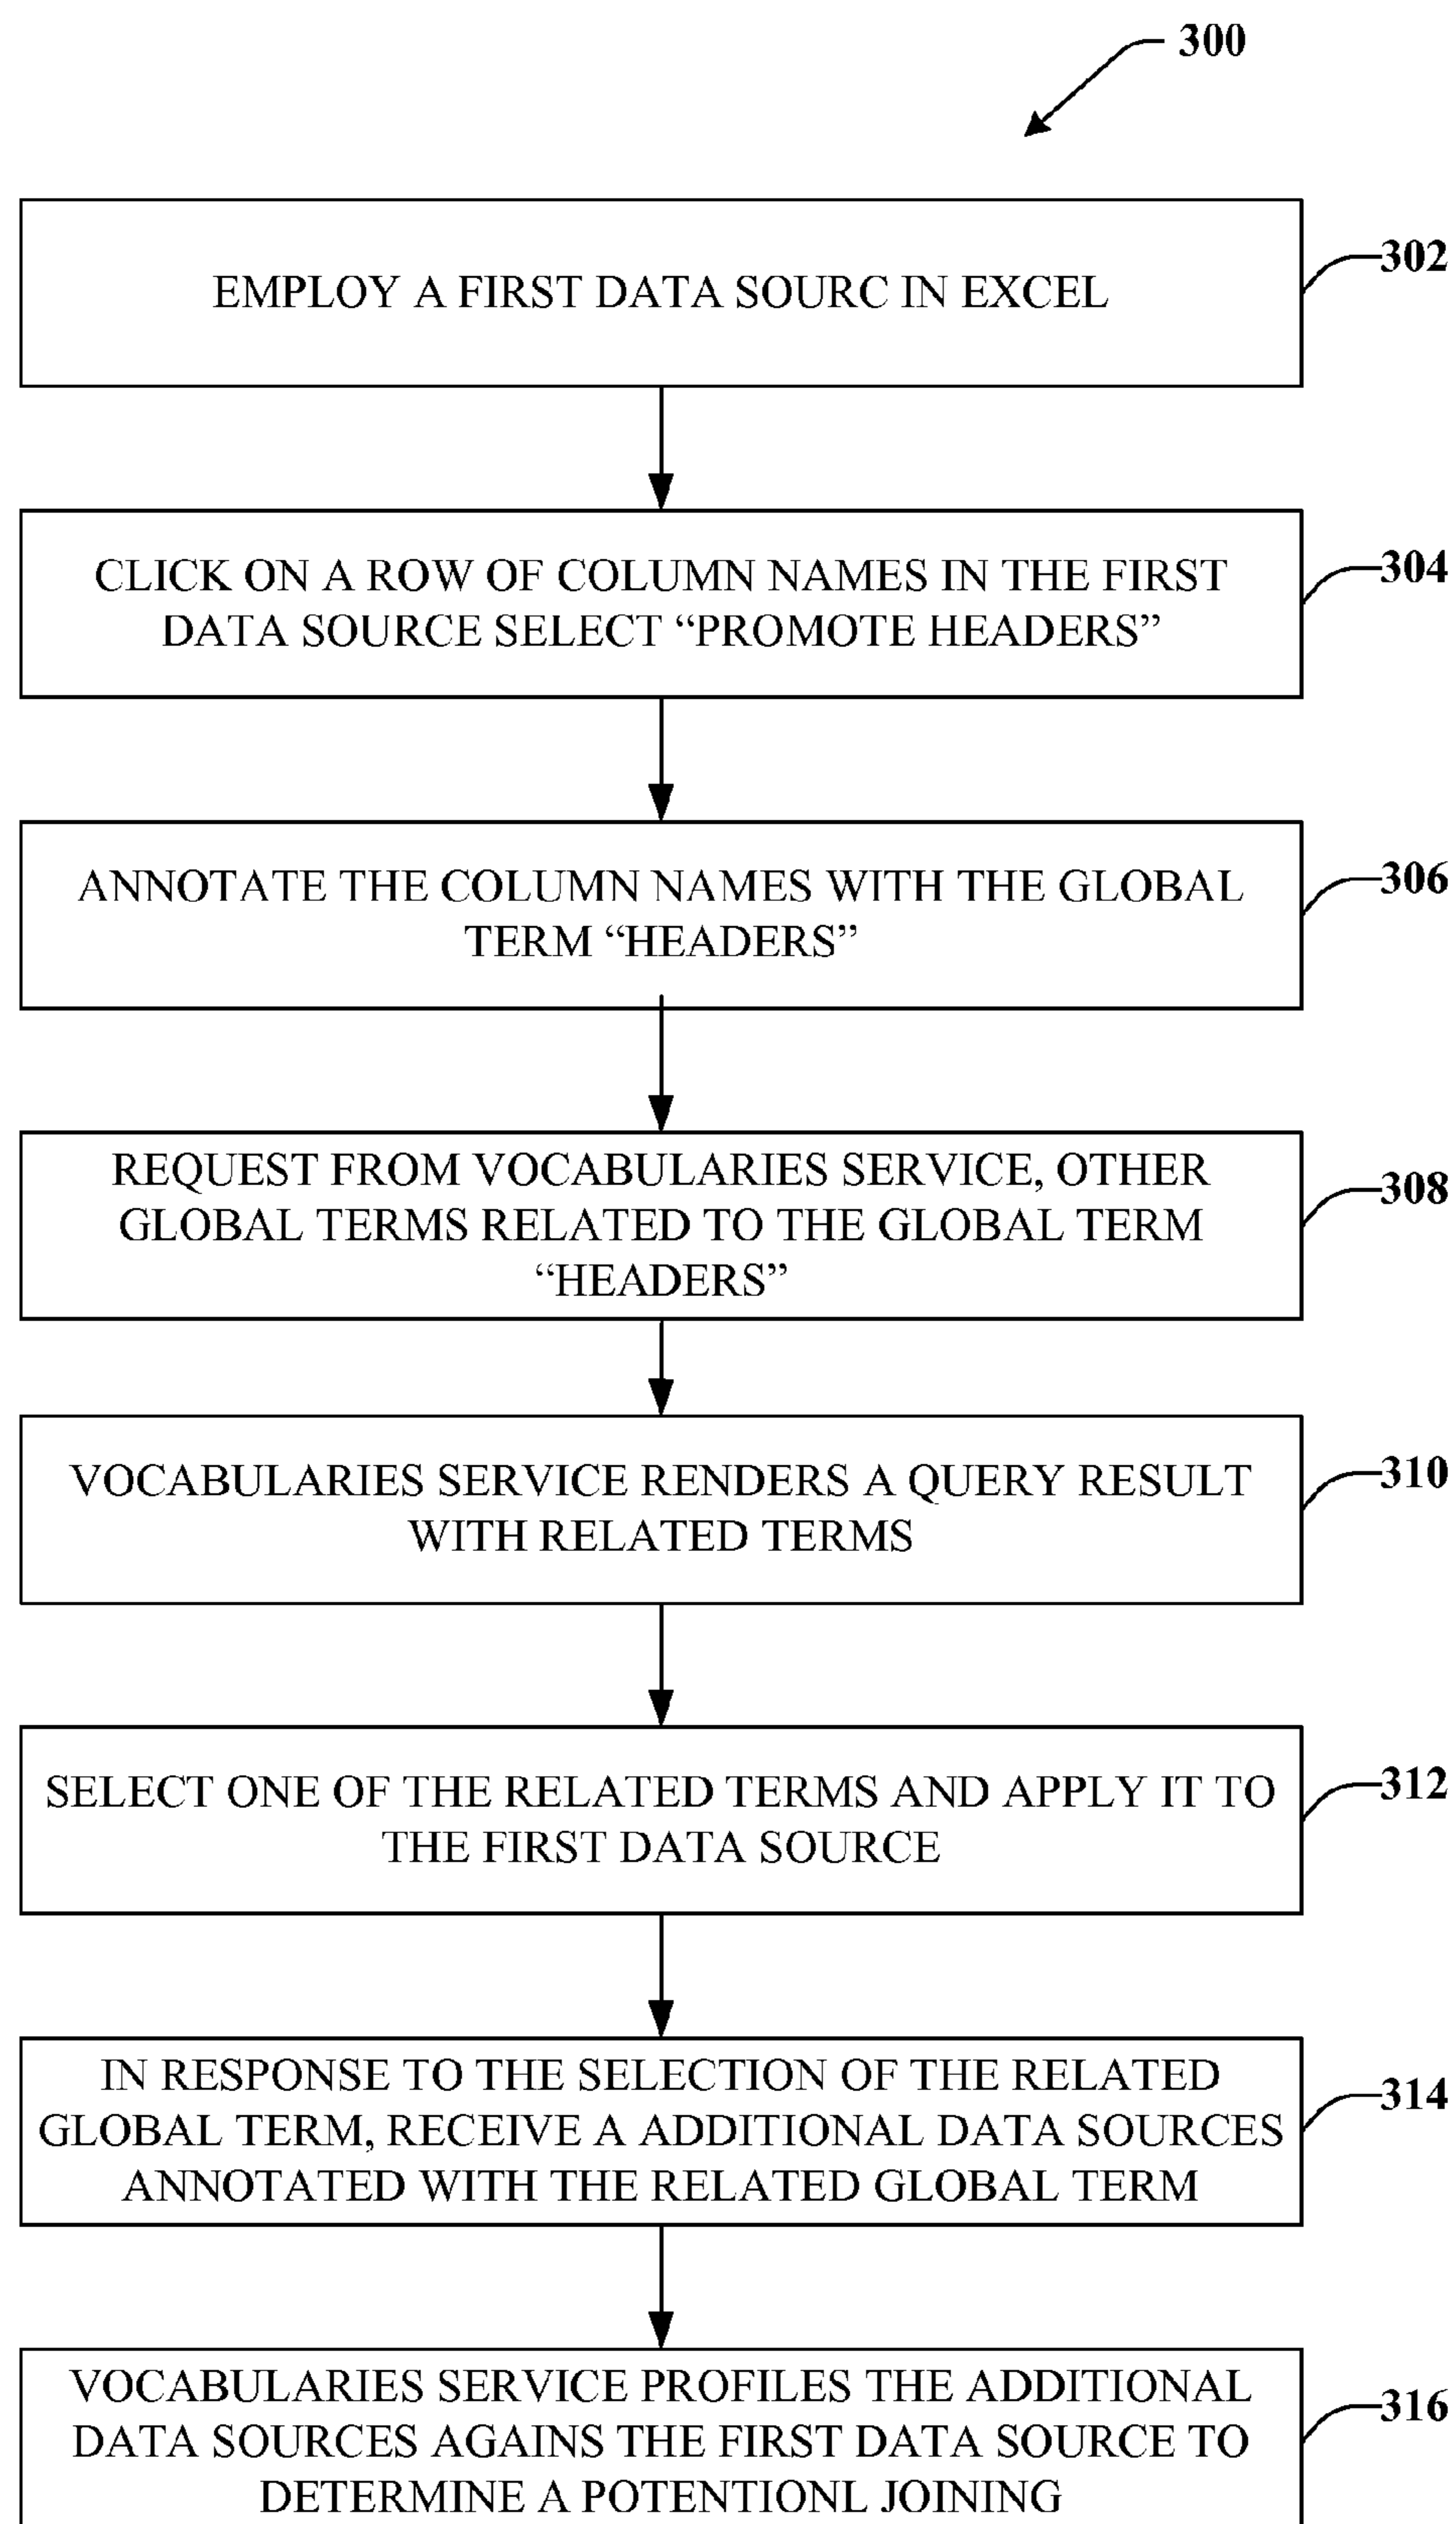 300
EMPLOY A FIRST DATA SOURC IN EXCEL
302
CLICK ON A ROW OF COLUMN NAMES IN THE FIRST
DATA SOURCE SELECT “PROMOTE HEADERS”
304
ANNOTATE THE COLUMN NAMES WITH THE GLOBAL
TERM “HEADERS”
306
REQUEST FROM VOCABULARIES SERVICE, OTHER
GLOBAL TERMS RELATED TO THE GLOBAL TERM
“HEADERS”
308
VOCABULARIES SERVICE RENDERS A QUERY RESULT
WITH RELATED TERMS
310
SELECT ONE OF THE RELATED TERMS AND APPLY IT TO
THE FIRST DATA SOURCE
312
IN RESPONSE TO THE SELECTION OF THE RELATED
GLOBAL TERM, RECEIVE A ADDITIONAL DATA SOURCES
ANNOTATED WITH THE RELATED GLOBAL TERM
314
VOCABULARIES SERVICE PROFILES THE ADDITIONAL
DATA SOURCES AGAINS THE FIRST DATA SOURCE TO
DETERMINE A POTENTIONL JOINING
316